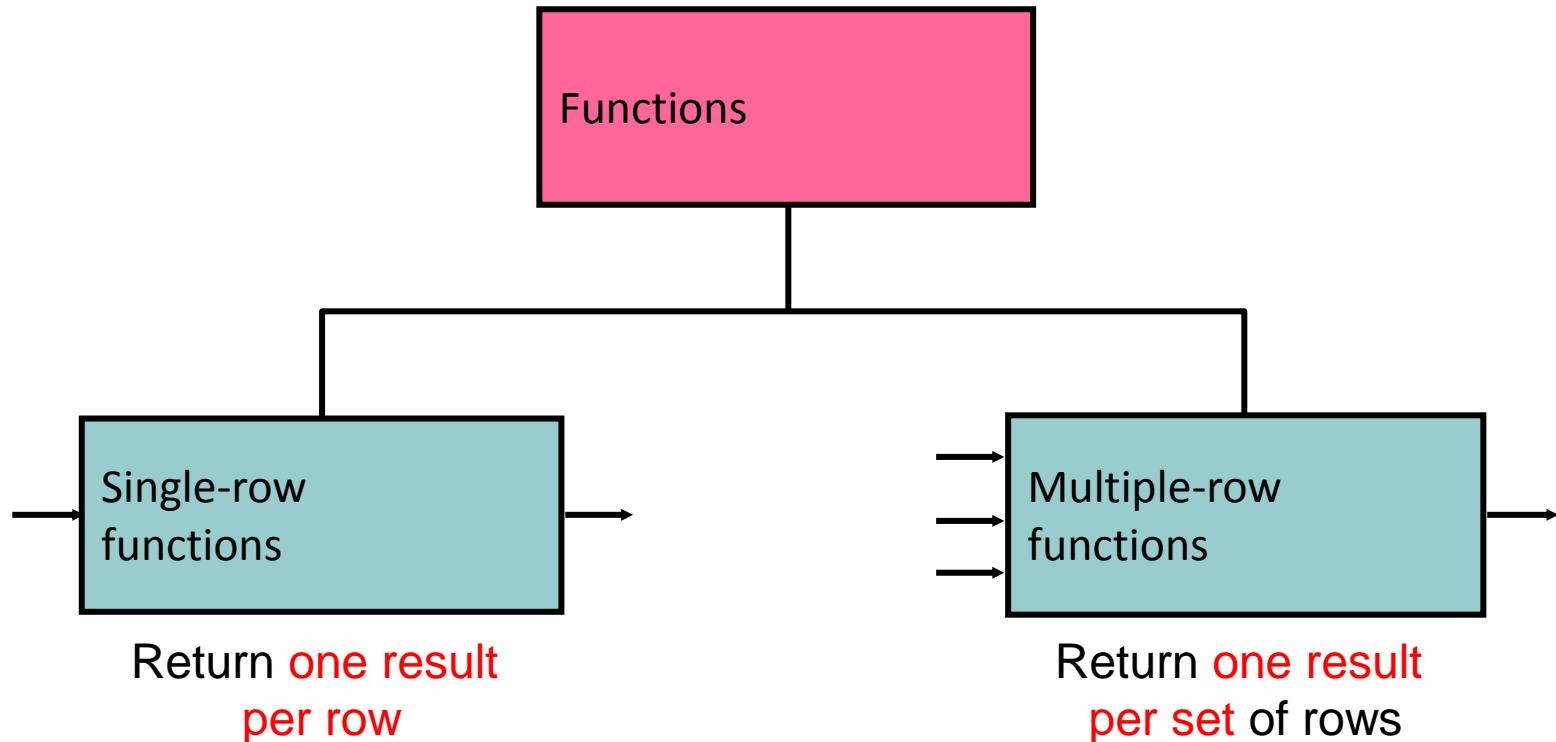 Functions
Single-row
functions
Multiple-row
functions
Return one result
per row
Return one result
per set of rows